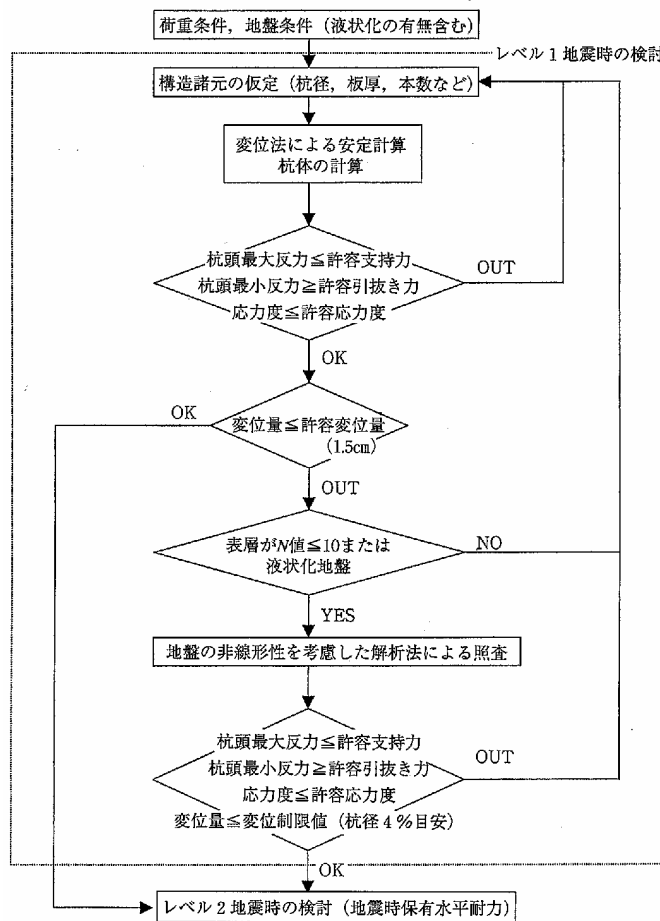 荷重条件，地盤条件（液状化の有無含む）
レベル1地震時の検討
構造諸元の仮定（杭径，板厚，本数など）
変位法による安定計算
杭体の計算
杭頭最大反力≦許容支持力
杭頭最小反力≧許容引抜き力
応力度≦許容応力度
OUT
OK
OK
変位量≦許容変位量
(1.5cm)
OUT
表層がN値≦10または
液状化地盤
NO
YES
地盤の非線形性を考慮した解析法による照査
杭頭最大反力≦許容支持力
杭頭最小反力≧許容引抜き力
応力度≦許容応力度
変位量≦変位制限値（杭径4%目安）
OUT
OK
レベル2地震時の検討（地震時保有水平耐力）